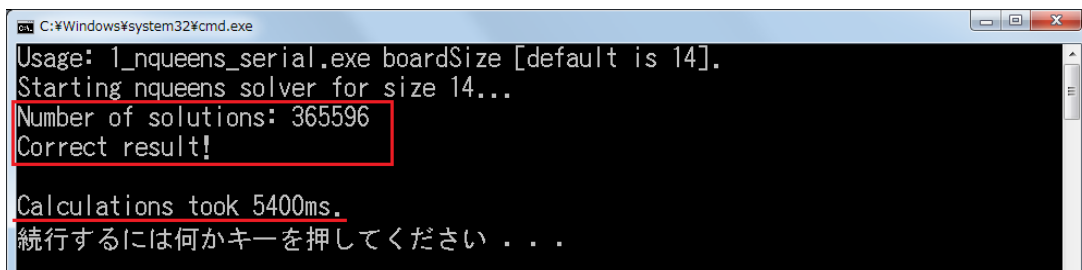 C:¥Windows¥system32¥cmd.exe
Usage: 1_nqueens_serial.exe boardSize [default is 14].
Starting nqueens solver for size 14...
Number of solutions: 365596
Correct result!
Calculations took 5400ms.
続行するには何かキーを押してください . . .